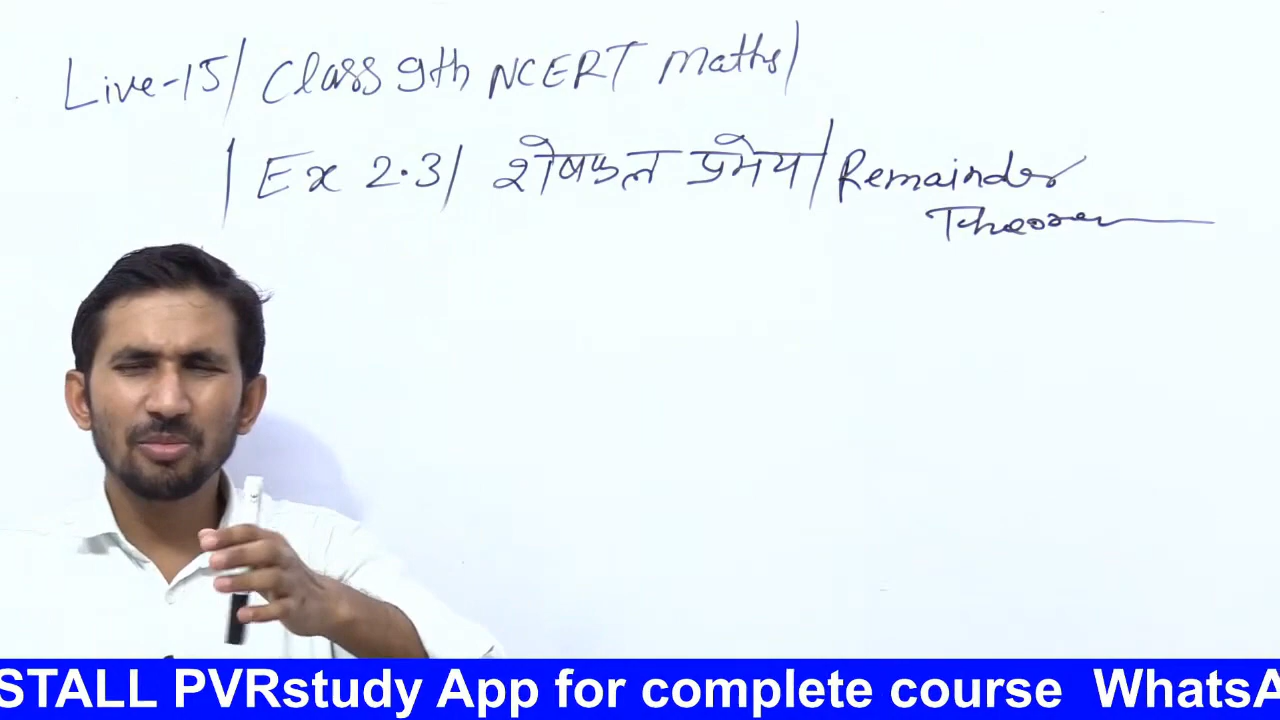 Live-15/ Class 9th NCERT Maths/
/ Ex 2.3/ शेषफल प्रमेय/ Remainder
Theorem
STALL PVRstudy App for complete course WhatsA